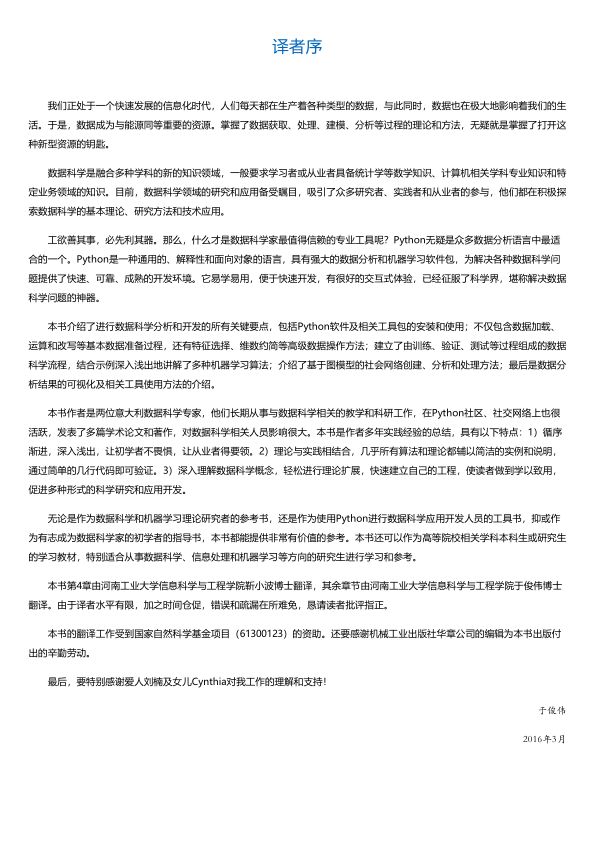 译者序
我们正处于一个快速发展的信息化时代，人们每天都在生产着各种类型的数据，与此同时，数据也在极大地影响着我们的生
活。于是，数据成为与能源同等重要的资源。掌握了数据获取、处理、建模、分析等过程的理论和方法，无疑就是掌握了打开这
种新型资源的钥匙。
数据科学是融合多种学科的新的知识领域，一般要求学习者或从业者具备统计学等数学知识、计算机相关学科专业知识和特
定业务领域的知识。目前，数据科学领域的研究和应用备受瞩目，吸引了众多研究者、实践者和从业者的参与，他们都在积极探
索数据科学的基本理论、研究方法和技术应用。
工欲善其事，必先利其器。那么，什么才是数据科学家最值得信赖的专业工具呢？Python无疑是众多数据分析语言中最适
合的一个。Python是一种通用的、解释性和面向对象的语言，具有强大的数据分析和机器学习软件包，为解决各种数据科学问
题提供了快速、可靠、成熟的开发环境。它易学易用，便于快速开发，有很好的交互式体验，已经征服了科学界，堪称解决数据
科学问题的神器。
本书介绍了进行数据科学分析和开发的所有关键要点，包括Python软件及相关工具包的安装和使用；不仅包含数据加载、
运算和改写等基本数据准备过程，还有特征选择、维数约简等高级数据操作方法；建立了由训练、验证、测试等过程组成的数据
科学流程，结合示例深入浅出地讲解了多种机器学习算法；介绍了基于图模型的社会网络创建、分析和处理方法；最后是数据分
析结果的可视化及相关工具使用方法的介绍。
本书作者是两位意大利数据科学专家，他们长期从事与数据科学相关的教学和科研工作，在Python社区、社交网络上也很
活跃，发表了多篇学术论文和著作，对数据科学相关人员影响很大。本书是作者多年实践经验的总结，具有以下特点：1）循序
渐进，深入浅出，让初学者不畏惧，让从业者得要领。2）理论与实践相结合，几乎所有算法和理论都辅以简洁的实例和说明，
通过简单的几行代码即可验证。3）深入理解数据科学概念，轻松进行理论扩展，快速建立自己的工程，使读者做到学以致用，
促进多种形式的科学研究和应用开发。
无论是作为数据科学和机器学习理论研究者的参考书，还是作为使用Python进行数据科学应用开发人员的工具书，抑或作
为有志成为数据科学家的初学者的指导书，本书都能提供非常有价值的参考。本书还可以作为高等院校相关学科本科生或研究生
的学习教材，特别适合从事数据科学、信息处理和机器学习等方向的研究生进行学习和参考。
本书第4章由河南工业大学信息科学与工程学院靳小波博士翻译，其余章节由河南工业大学信息科学与工程学院于俊伟博士
翻译。由于译者水平有限，加之时间仓促，错误和疏漏在所难免，恳请读者批评指正。
本书的翻译工作受到国家自然科学基金项目（61300123）的资助。还要感谢机械工业出版社华章公司的编辑为本书出版付
出的辛勤劳动。
最后，要特别感谢爱人刘楠及女儿Cynthia对我工作的理解和支持！
于俊伟
2016年3月